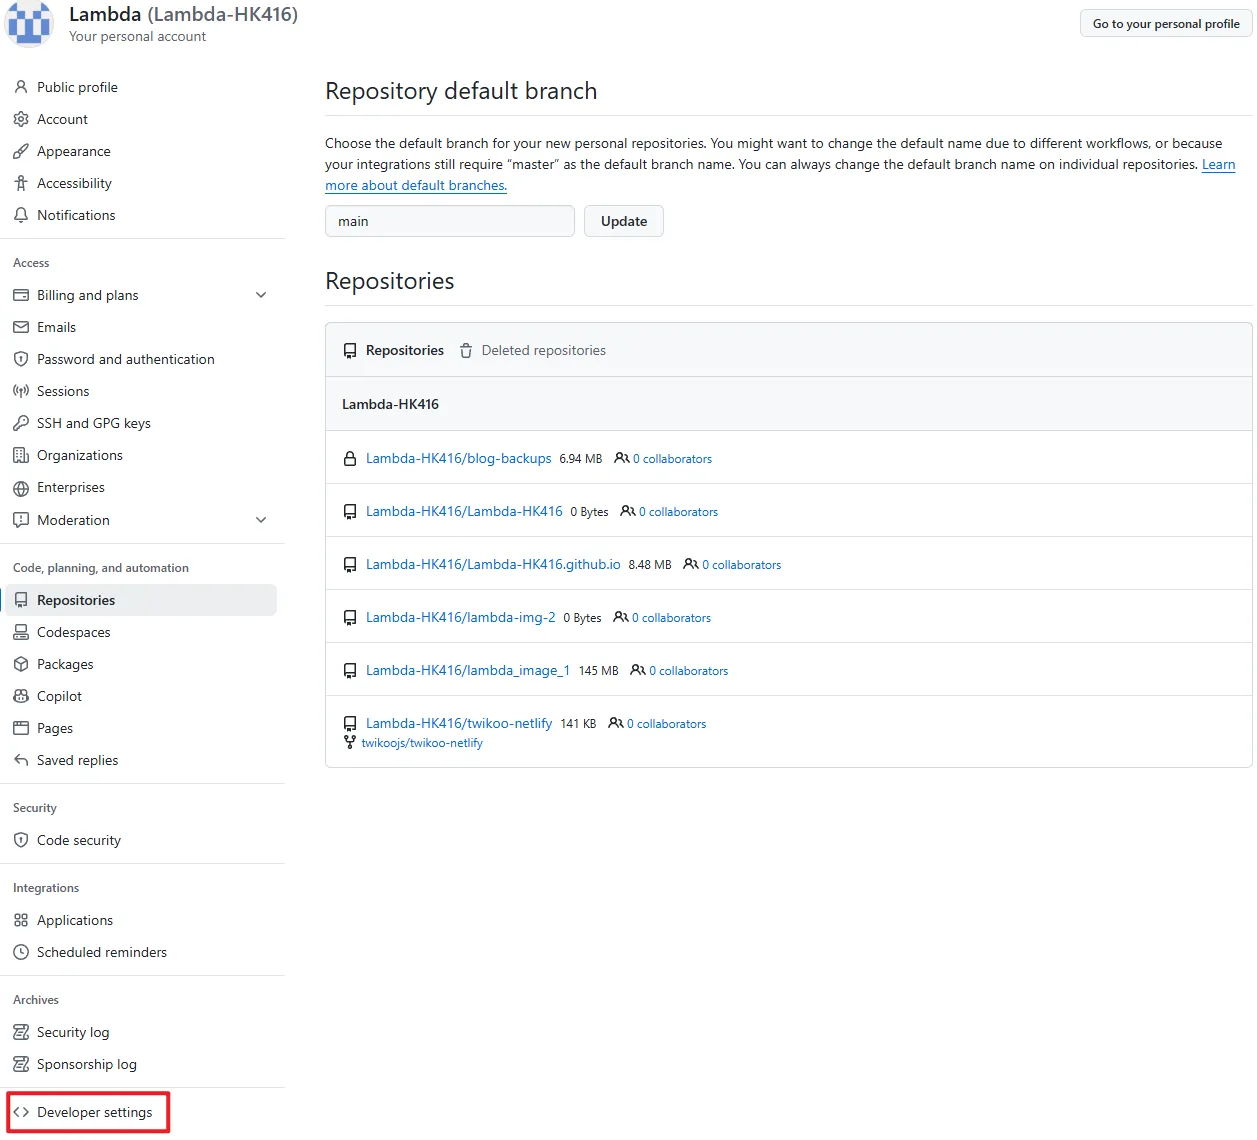 Lambda (Lambda-HK416)
Your personal account
Go to your personal profile
Public profile
Account
Appearance
Accessibility
Notifications
Access
Billing and plans
Emails
Password and authentication
Sessions
SSH and GPG keys
Organizations
Enterprises
Moderation
Code, planning, and automation
Repositories
Codespaces
Packages
Copilot
Pages
Saved replies
Security
Code security
Integrations
Applications
Scheduled reminders
Archives
Security log
Sponsorship log
Developer settings
Repository default branch
Choose the default branch for your new personal repositories. You might want to change the default name due to different workflows, or because
your integrations still require “master” as the default branch name. You can always change the default branch name on individual repositories. Learn
more about default branches.
main
Update
Repositories
Repositories Deleted repositories
Lambda-HK416
Lambda-HK416/blog-backups 6.94 MB 0 collaborators
Lambda-HK416/Lambda-HK416 0 Bytes 0 collaborators
Lambda-HK416/Lambda-HK416.github.io 8.48 MB 0 collaborators
Lambda-HK416/lambda-img-2 0 Bytes 0 collaborators
Lambda-HK416/lambda_image_1 145 MB 0 collaborators
Lambda-HK416/twikoo-netlify 141 KB 0 collaborators
twikoojs/twikoo-netlify